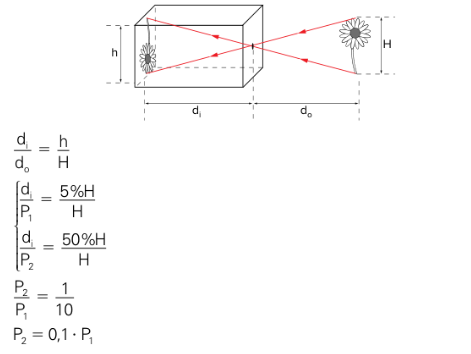 h
H
dᵢ
dₒ
dᵢ/dₒ = h/H
{ dᵢ/P₁ = 5%H/H
dᵢ/P₂ = 50%H/H
P₂/P₁ = 1/10
P₂ = 0,1 · P₁